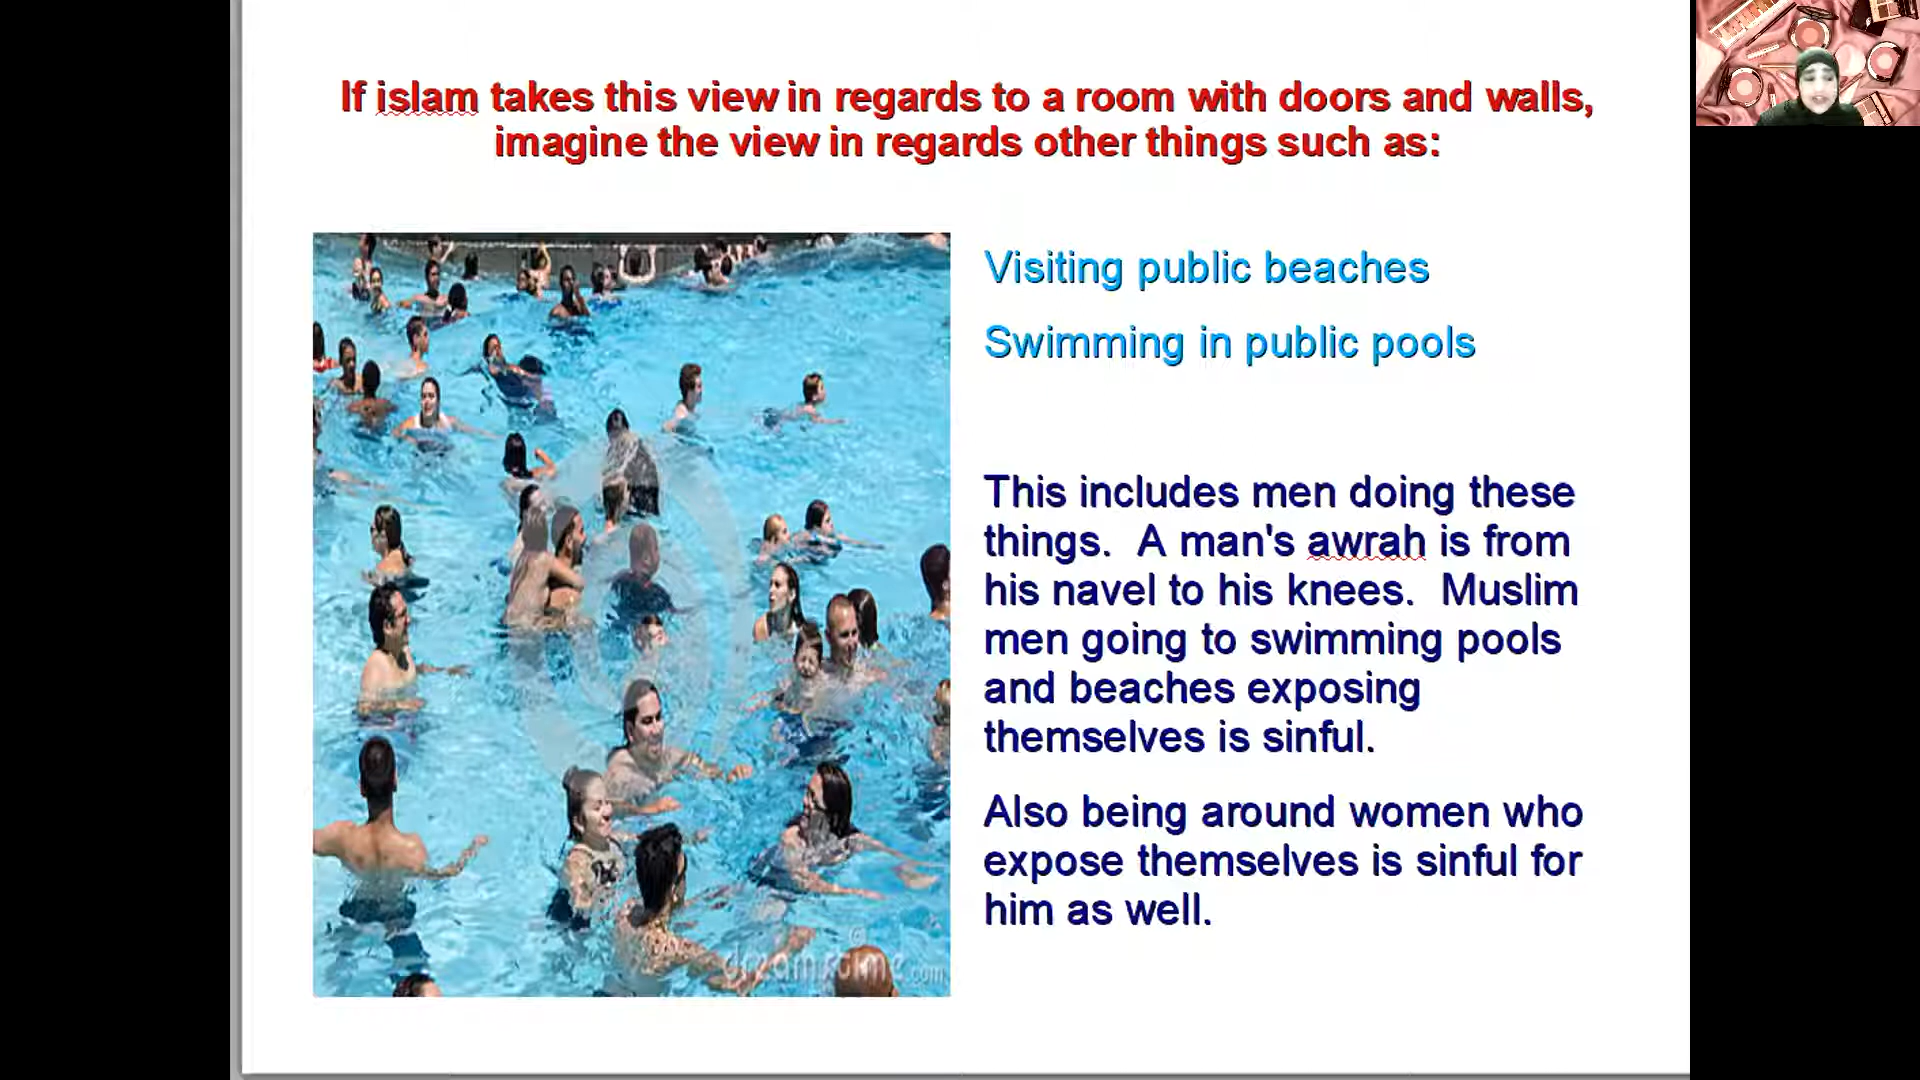 If islam takes this view in regards to a room with doors and walls,
imagine the view in regards other things such as:
Visiting public beaches
Swimming in public pools
This includes men doing these
things.  A man's awrah is from
his navel to his knees.  Muslim
men going to swimming pools
and beaches exposing
themselves is sinful.
Also being around women who
expose themselves is sinful for
him as well.
dreamstime.com